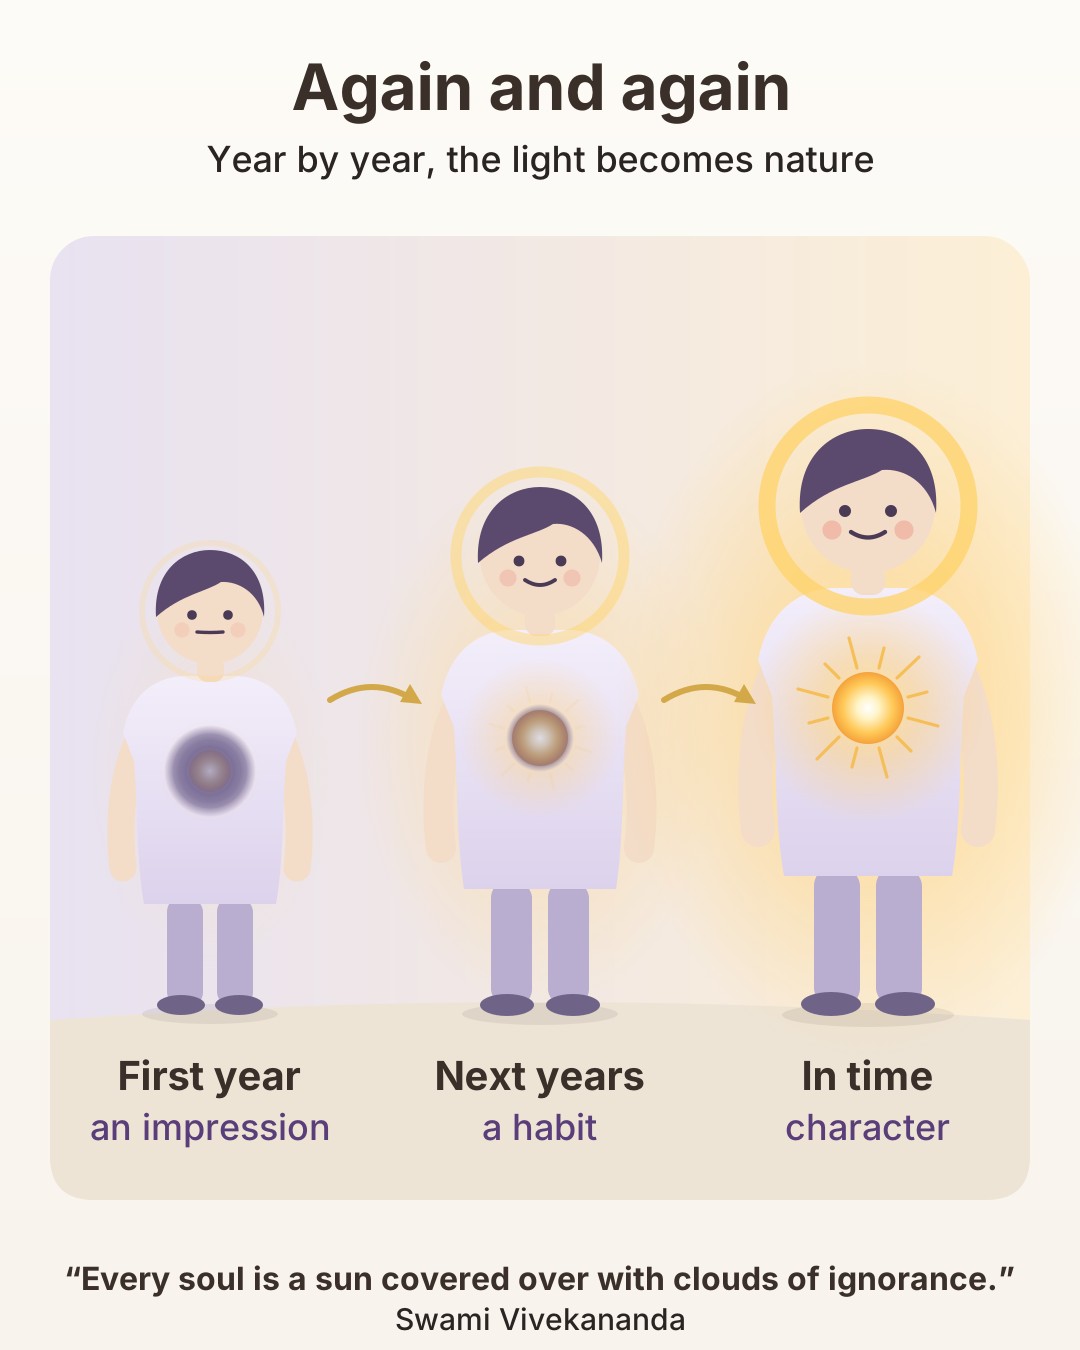 Again and again
Year by year, the light becomes nature
First year
an impression
Next years
a habit
In time
character
“Every soul is a sun covered over with clouds of ignorance.”
Swami Vivekananda